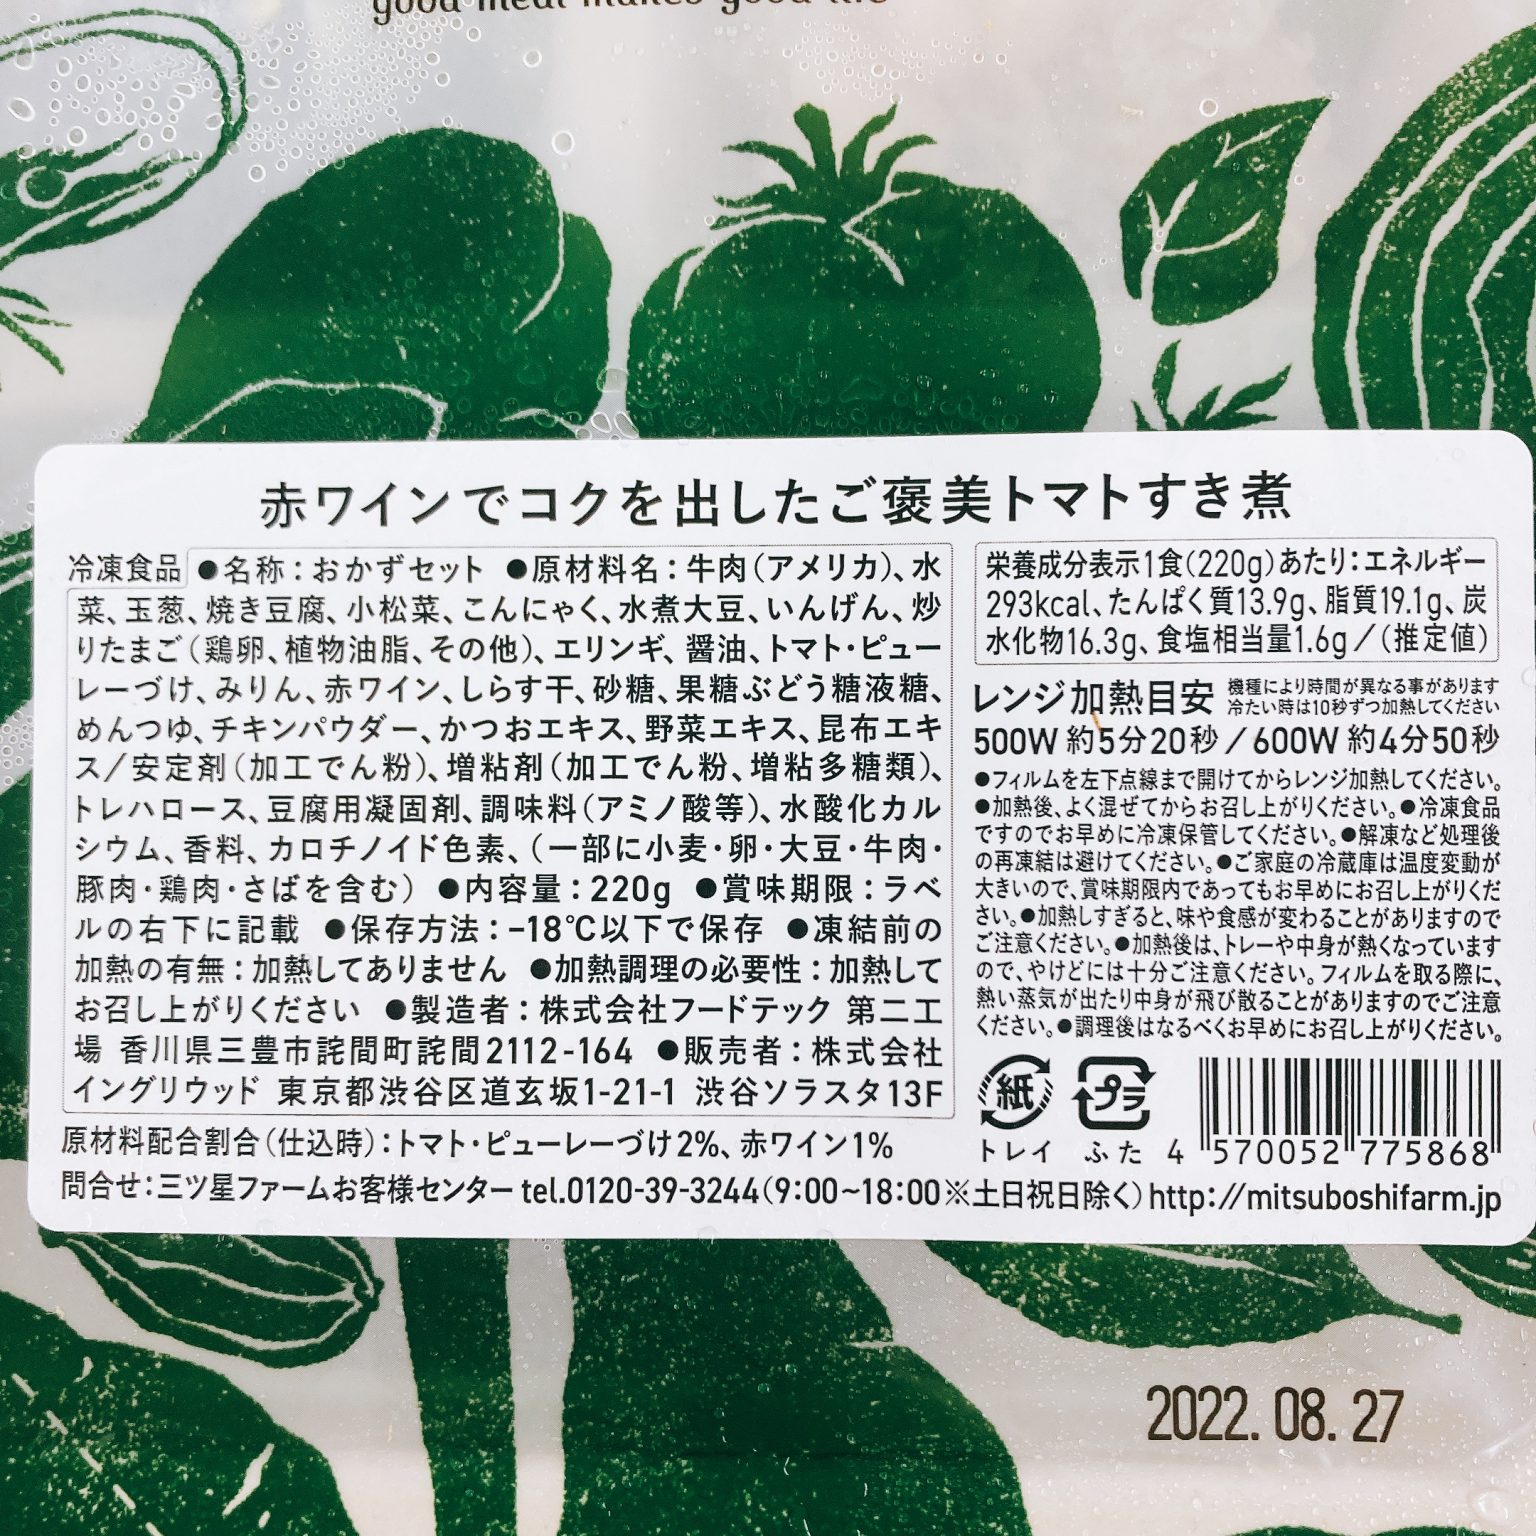 good meal makes good life
赤ワインでコクを出したご褒美トマトすき煮
冷凍食品 ●名称：おかずセット ●原材料名：牛肉（アメリカ）、水
菜、玉葱、焼き豆腐、小松菜、こんにゃく、水煮大豆、いんげん、炒
りたまご（鶏卵、植物油脂、その他）、エリンギ、醤油、トマト・ピュー
レーづけ、みりん、赤ワイン、しらす干、砂糖、果糖ぶどう糖液糖、
めんつゆ、チキンパウダー、かつおエキス、野菜エキス、昆布エキ
ス／安定剤（加工でん粉）、増粘剤（加工でん粉、増粘多糖類）、
トレハロース、豆腐用凝固剤、調味料（アミノ酸等）、水酸化カル
シウム、香料、カロチノイド色素、（一部に小麦・卵・大豆・牛肉・
豚肉・鶏肉・さばを含む） ●内容量：220g ●賞味期限：ラベ
ルの右下に記載 ●保存方法：−18℃以下で保存 ●凍結前の
加熱の有無：加熱してありません ●加熱調理の必要性：加熱して
お召し上がりください ●製造者：株式会社フードテック 第二工
場 香川県三豊市詫間町詫間2112-164 ●販売者：株式会社
イングリウッド 東京都渋谷区道玄坂1-21-1 渋谷ソラスタ13F
原材料配合割合（仕込時）：トマト・ピューレーづけ2%、赤ワイン1%
栄養成分表示1食（220g）あたり：エネルギー
293kcal、たんぱく質13.9g、脂質19.1g、炭
水化物16.3g、食塩相当量1.6g／（推定値）
レンジ加熱目安 機種により時間が異なる事があります
冷たい時は10秒ずつ加熱してください
500W 約5分20秒／600W 約4分50秒
●フィルムを左下点線まで開けてからレンジ加熱してください。
●加熱後、よく混ぜてからお召し上がりください。●冷凍食品
ですのでお早めに冷凍保管してください。●解凍など処理後
の再凍結は避けてください。●ご家庭の冷蔵庫は温度変動が
大きいので、賞味期限内であってもお早めにお召し上がりくだ
さい。●加熱しすぎると、味や食感が変わることがありますので
ご注意ください。●加熱後は、トレーや中身が熱くなっています
ので、やけどには十分ご注意ください。フィルムを取る際に、
熱い蒸気が出たり中身が飛び散ることがありますのでご注意
ください。●調理後はなるべくお早めにお召し上がりください。
紙 プラ
トレイ ふた 4 570052 775868
問合せ：三ツ星ファームお客様センター tel.0120-39-3244（9:00~18:00※土日祝日除く）http://mitsuboshifarm.jp
2022. 08. 27